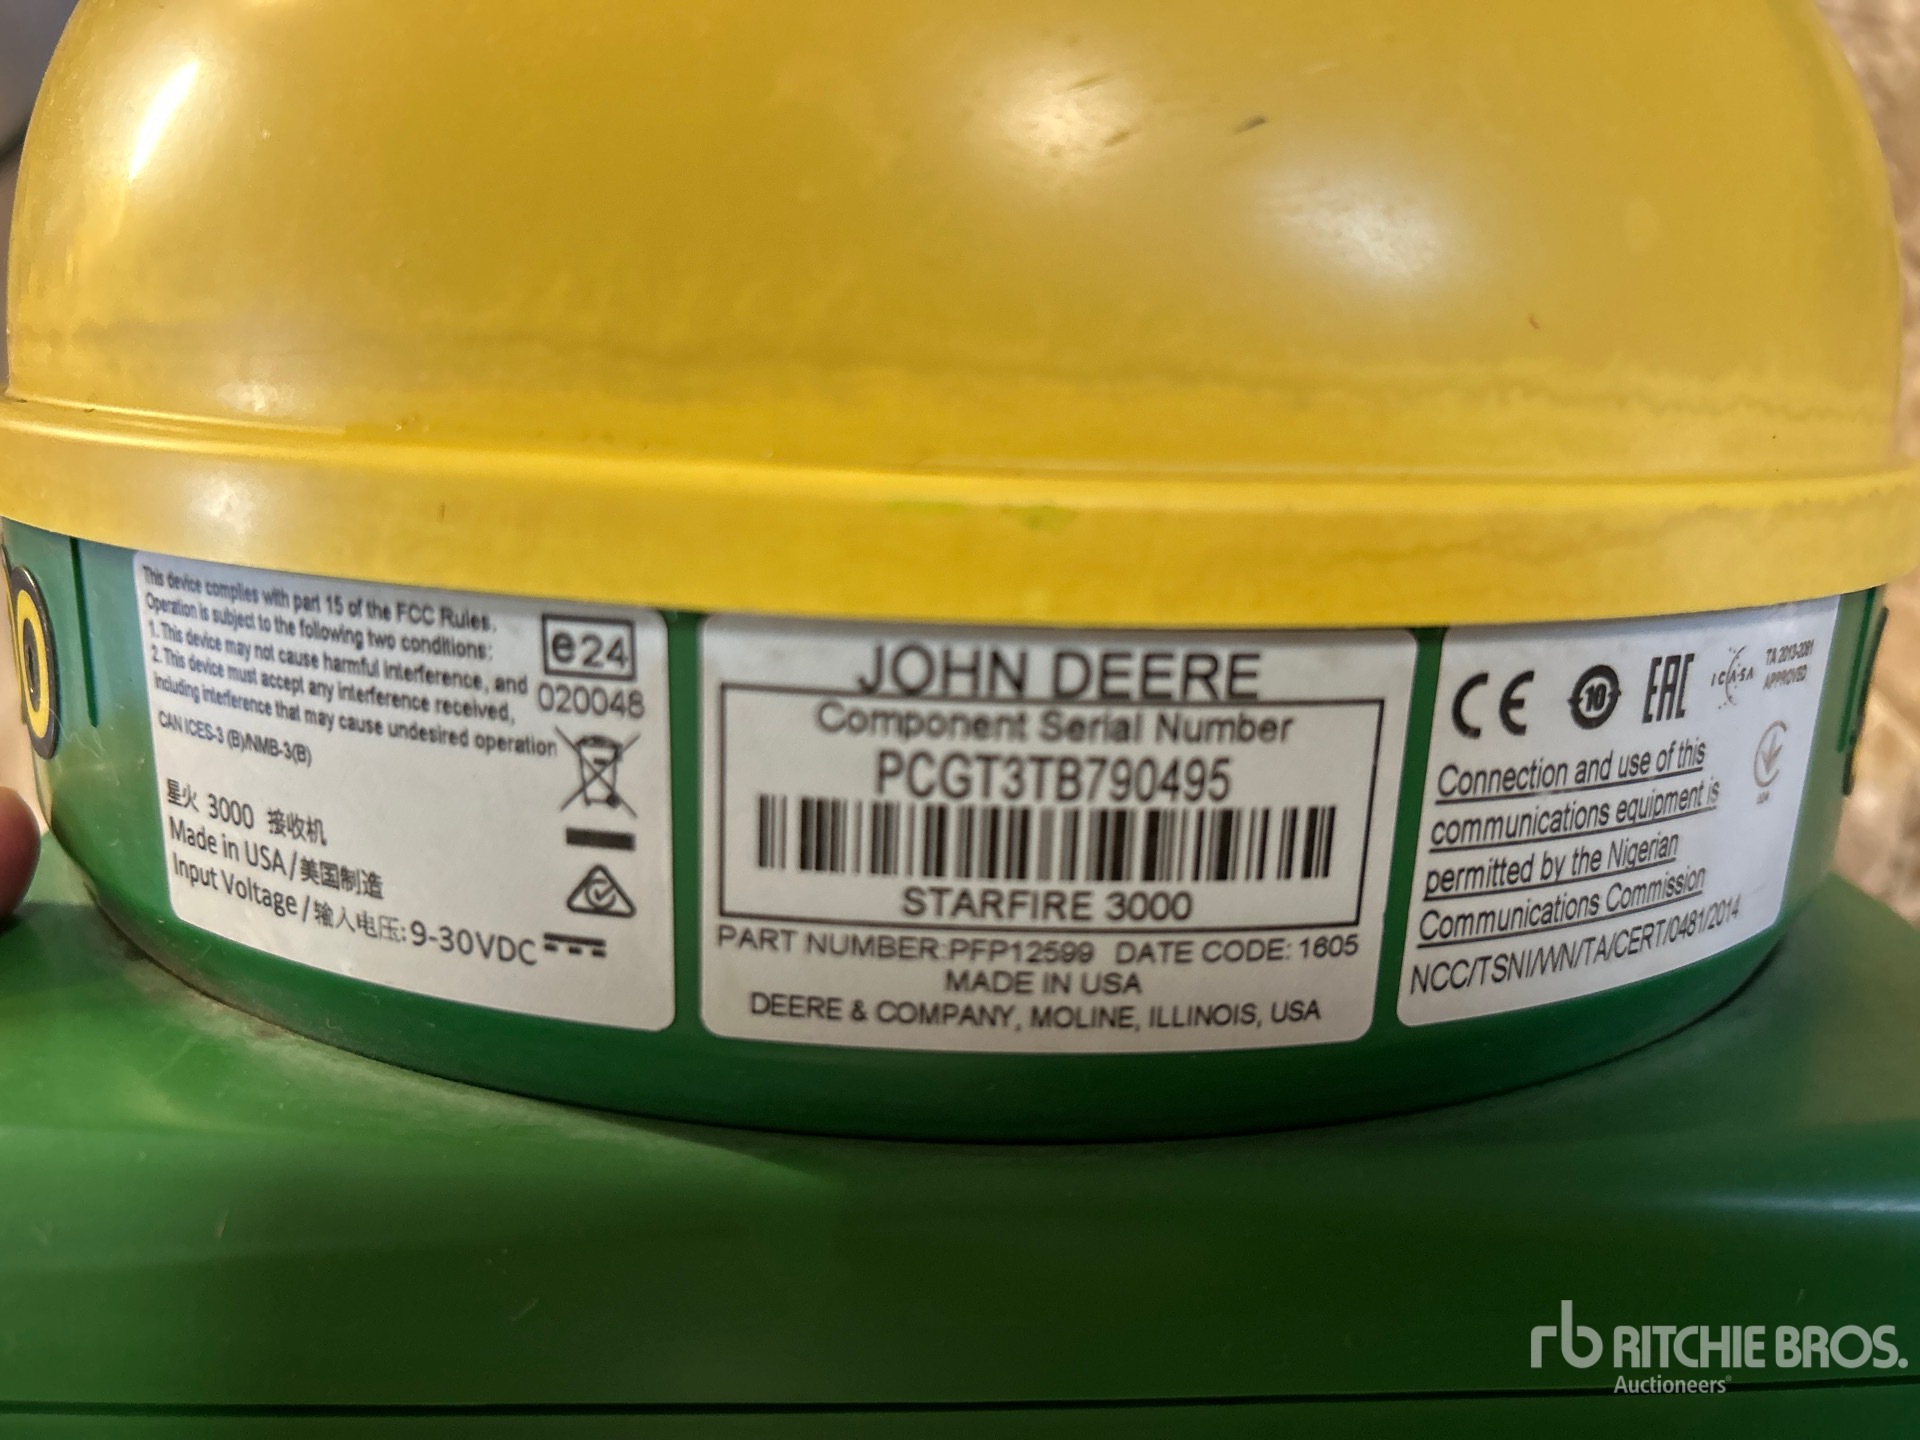 This device complies with part 15 of the FCC Rules.
Operation is subject to the following two conditions:
1. This device may not cause harmful interference, and
2. This device must accept any interference received,
including interference that may cause undesired operation
CAN ICES-3 (B)/NMB-3(B)
e24
020048
星火 3000 接收机
Made in USA/美国制造
Input Voltage/输入电压:9-30VDC
JOHN DEERE
Component Serial Number
PCGT3TB790495
STARFIRE 3000
PART NUMBER:PFP12599 DATE CODE: 1605
MADE IN USA
DEERE & COMPANY, MOLINE, ILLINOIS, USA
CE 10 EAC ICASA
TA 2013-2081
APPROVED
Connection and use of this
communications equipment is
permitted by the Nigerian
Communications Commission
NCC/TSNI/WN/TA/CERT/0481/2014
rb RITCHIE BROS.
Auctioneers